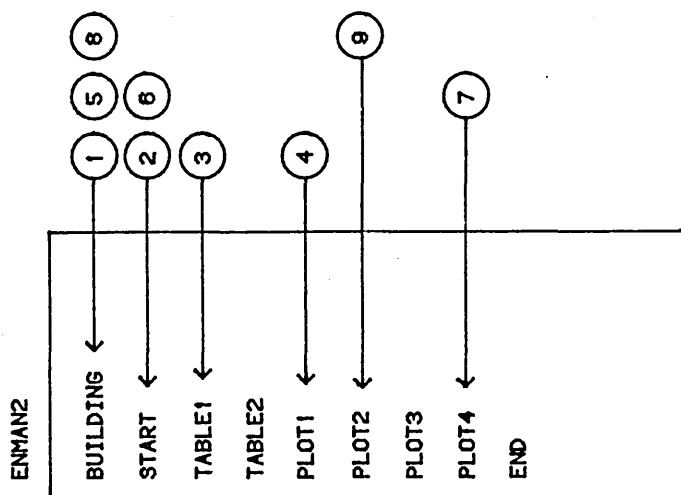 ENMAN2
BUILDING 1 5 8
START 2 6
TABLE1 3
TABLE2
PLOT1 4
PLOT2 9
PLOT3
PLOT4 7
END